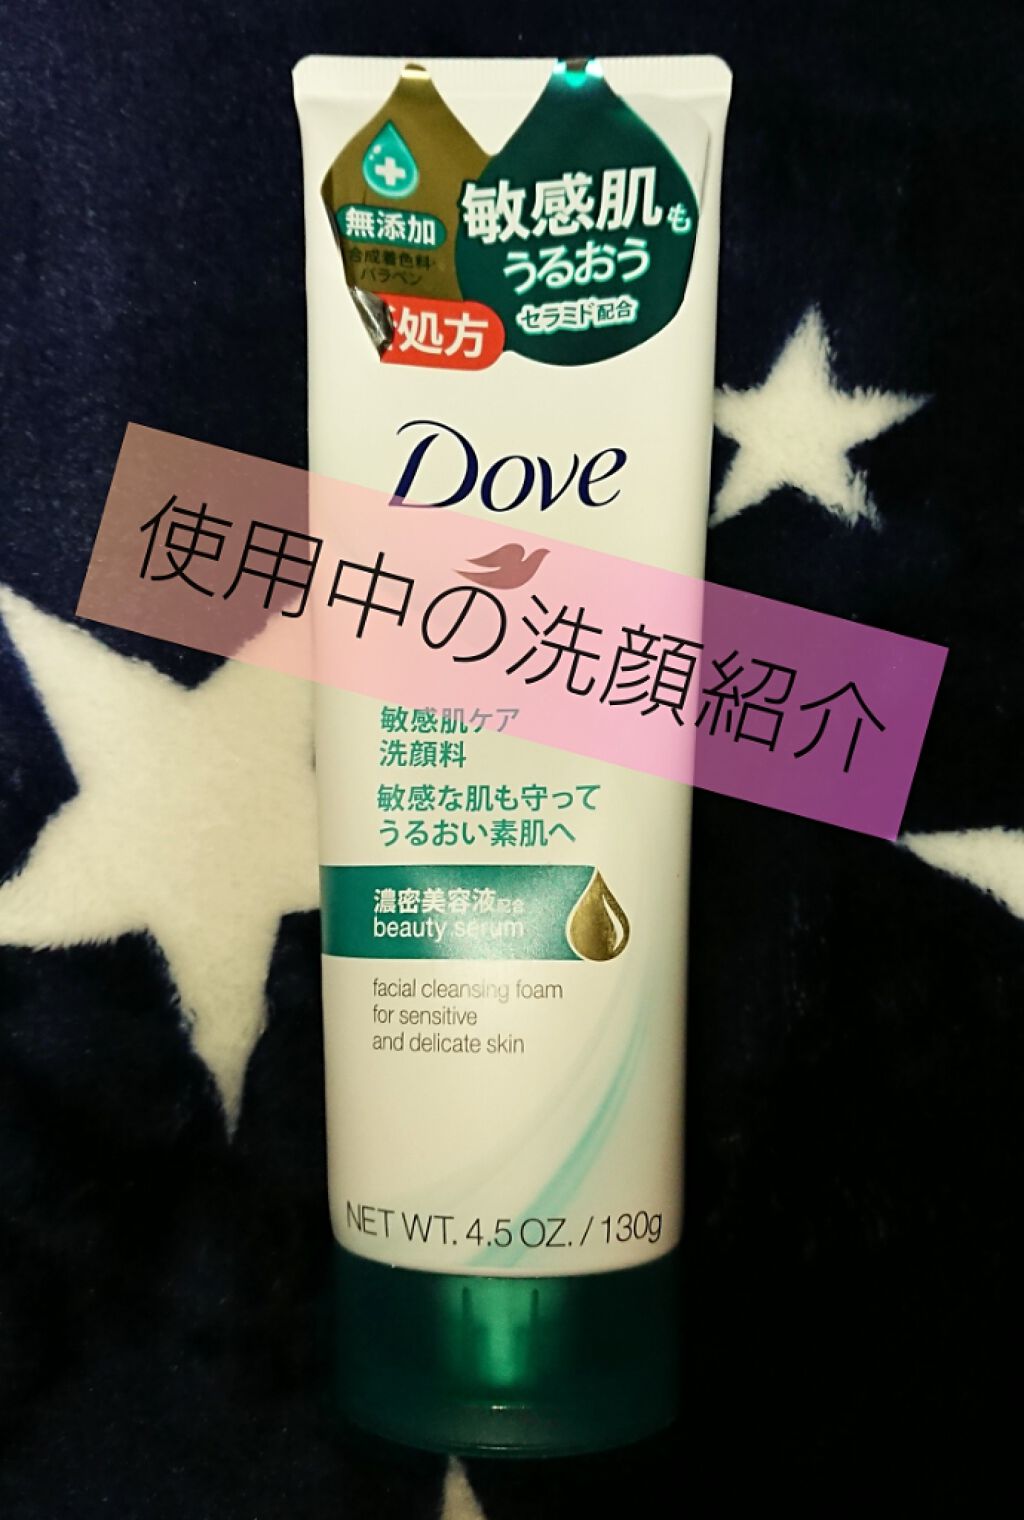 無添加
合成着色料・
パラベン
処方
敏感肌も
うるおう
セラミド配合
Dove
使用中の洗顔紹介
敏感肌ケア
洗顔料
敏感な肌も守って
うるおい素肌へ
濃密美容液配合
beauty serum
facial cleansing foam
for sensitive
and delicate skin
NET WT. 4.5 OZ. / 130g